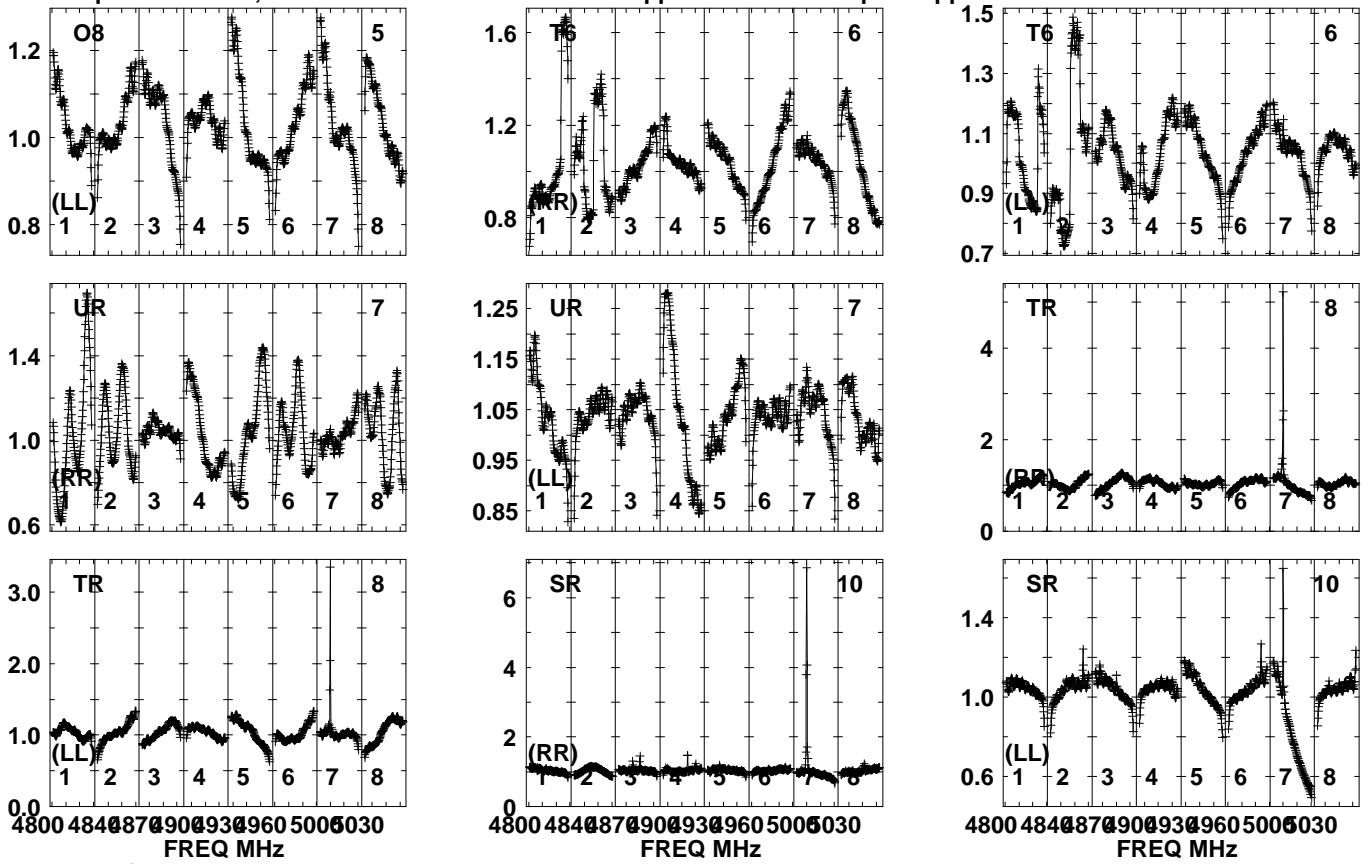 O8 5
1.2
1.0
0.8
(LL)
1 2 3 4 5 6 7 8
T6 6
1.6
1.2
0.8
(RR)
1 2 3 4 5 6 7 8
T6 6
1.5
1.3
1.1
0.9
0.7
(LL)
1 2 3 4 5 6 7 8
UR 7
1.4
1.0
0.6
(RR)
1 2 3 4 5 6 7 8
UR 7
1.25
1.15
1.05
0.95
0.85
(LL)
1 2 3 4 5 6 7 8
TR 8
4
2
0
(RR)
1 2 3 4 5 6 7 8
TR 8
3.0
2.0
1.0
0.0
(LL)
1 2 3 4 5 6 7 8
4800 4840 4870 4900 4930 4960 5000 5030
FREQ MHz
SR 10
6
4
2
0
(RR)
1 2 3 4 5 6 7 8
4800 4840 4870 4900 4930 4960 5000 5030
FREQ MHz
SR 10
1.4
1.0
0.6
(LL)
1 2 3 4 5 6 7 8
4800 4840 4870 4900 4930 4960 5000 5030
FREQ MHz